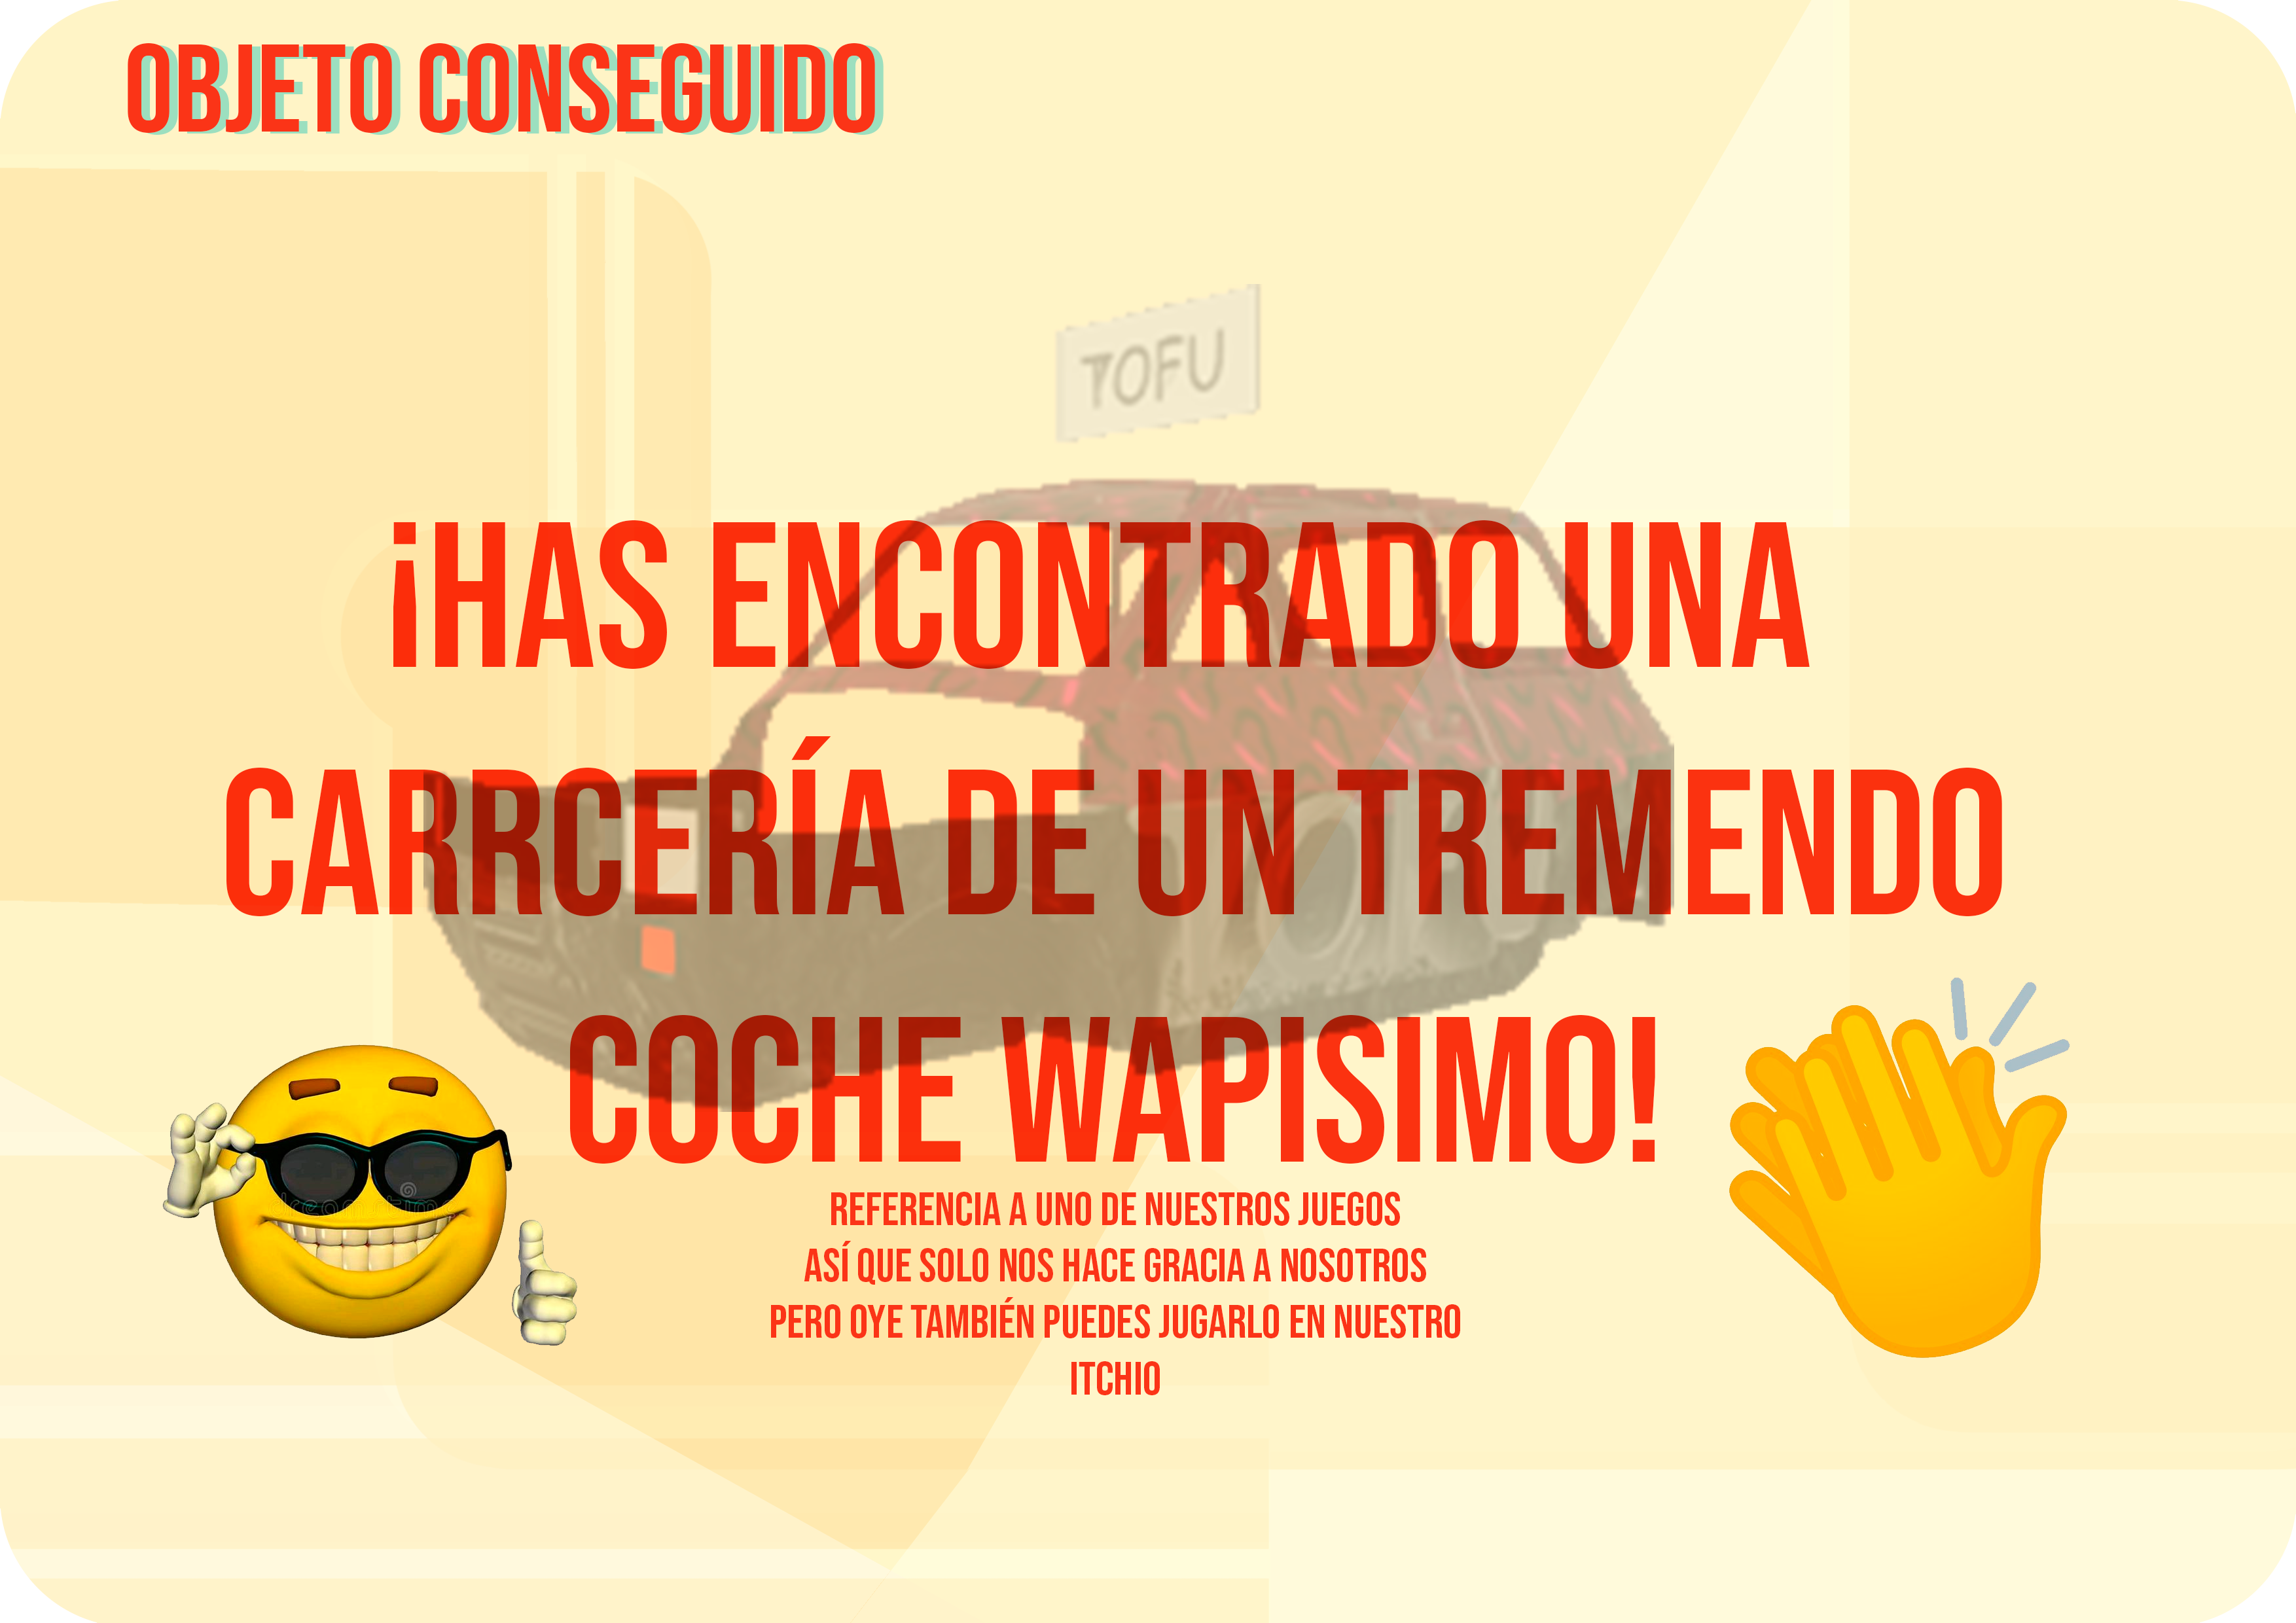 OBJETO CONSEGUIDO
TOFU
¡HAS ENCONTRADO UNA
CARRCERÍA DE UN TREMENDO
COCHE WAPISIMO!
REFERENCIA A UNO DE NUESTROS JUEGOS
ASÍ QUE SOLO NOS HACE GRACIA A NOSOTROS
PERO OYE TAMBIÉN PUEDES JUGARLO EN NUESTRO
ITCHIO